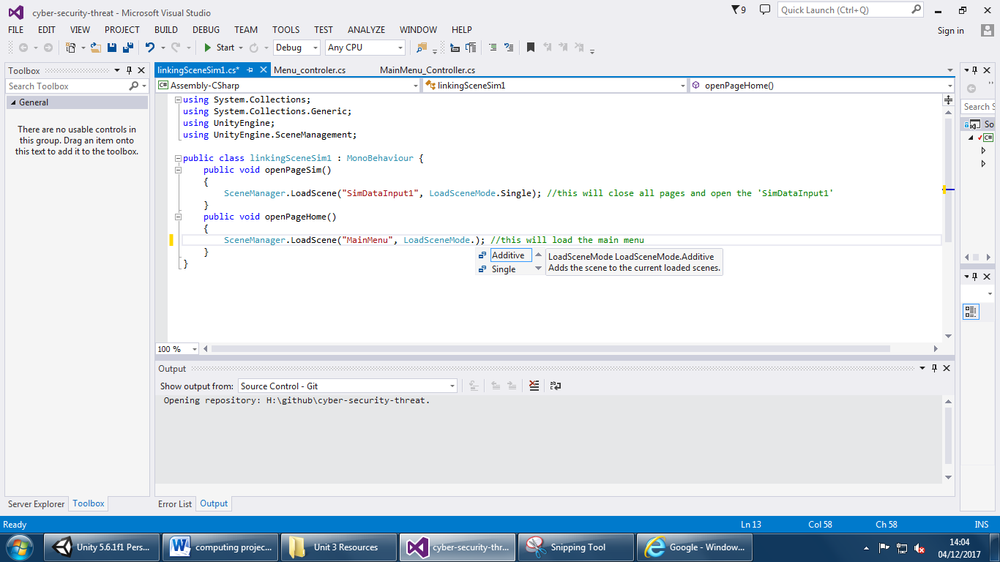 cyber-security-threat - Microsoft Visual Studio
9
Quick Launch (Ctrl+Q)
FILE EDIT VIEW PROJECT BUILD DEBUG TEAM TOOLS TEST ANALYZE WINDOW HELP
Sign in
Start
Debug
Any CPU
Toolbox
Search Toolbox
General
There are no usable controls in
this group. Drag an item onto
this text to add it to the toolbox.
linkingSceneSim1.cs*
Menu_controler.cs
MainMenu_Controller.cs
C# Assembly-CSharp
linkingSceneSim1
openPageHome()
using System.Collections;
using System.Collections.Generic;
using UnityEngine;
using UnityEngine.SceneManagement;
public class linkingSceneSim1 : MonoBehaviour {
public void openPageSim()
{
SceneManager.LoadScene("SimDataInput1", LoadSceneMode.Single); //this will close all pages and open the 'SimDataInput1'
}
public void openPageHome()
{
SceneManager.LoadScene("MainMenu", LoadSceneMode.); //this will load the main menu
}
}
Additive
Single
LoadSceneMode LoadSceneMode.Additive
Adds the scene to the current loaded scenes.
Search S
So
C#
100 %
Output
Show output from:
Source Control - Git
Opening repository: H:\github\cyber-security-threat.
Server Explorer
Toolbox
Error List
Output
Ready
Ln 13
Col 58
Ch 58
INS
Unity 5.6.1f1 Pers...
computing projec...
Unit 3 Resources
cyber-security-thr...
Snipping Tool
Google - Window...
14:04
04/12/2017